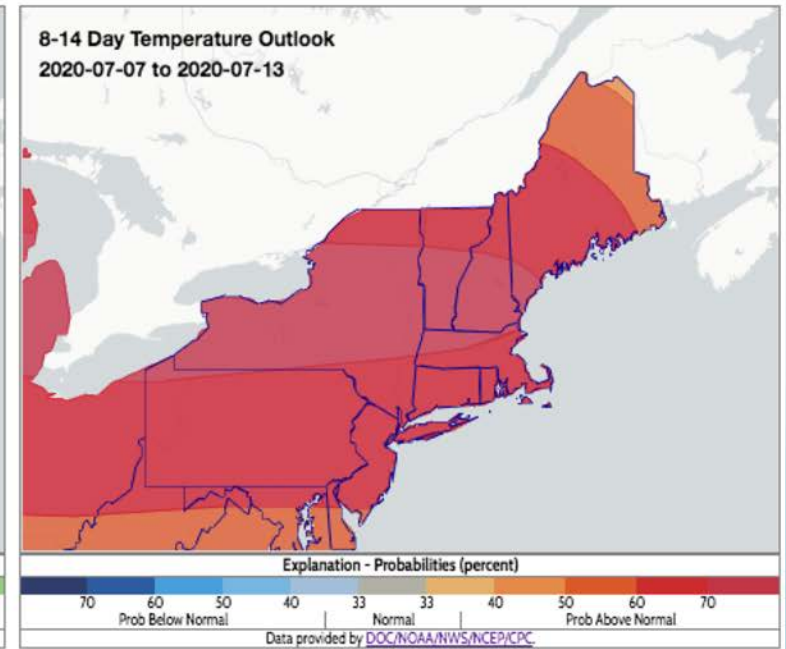 8-14 Day Temperature Outlook
2020-07-07 to 2020-07-13
Explanation - Probabilities (percent)
70 60 50 40 33 33 40 50 60 70
Prob Below Normal Normal Prob Above Normal
Data provided by DOC/NOAA/NWS/NCEP/CPC.